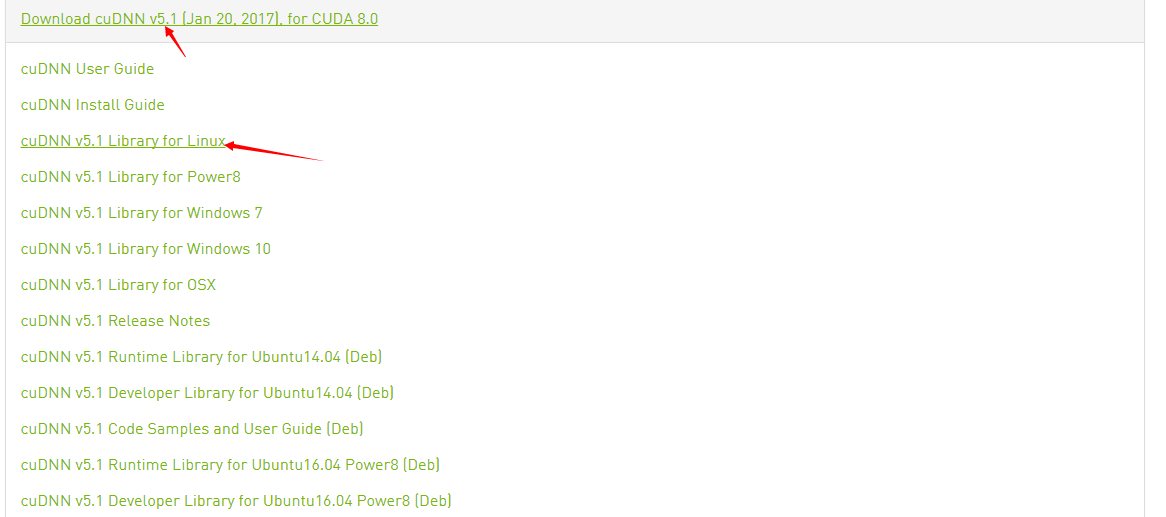 Download cuDNN v5.1 (Jan 20, 2017), for CUDA 8.0
cuDNN User Guide
cuDNN Install Guide
cuDNN v5.1 Library for Linux
cuDNN v5.1 Library for Power8
cuDNN v5.1 Library for Windows 7
cuDNN v5.1 Library for Windows 10
cuDNN v5.1 Library for OSX
cuDNN v5.1 Release Notes
cuDNN v5.1 Runtime Library for Ubuntu14.04 (Deb)
cuDNN v5.1 Developer Library for Ubuntu14.04 (Deb)
cuDNN v5.1 Code Samples and User Guide (Deb)
cuDNN v5.1 Runtime Library for Ubuntu16.04 Power8 (Deb)
cuDNN v5.1 Developer Library for Ubuntu16.04 Power8 (Deb)